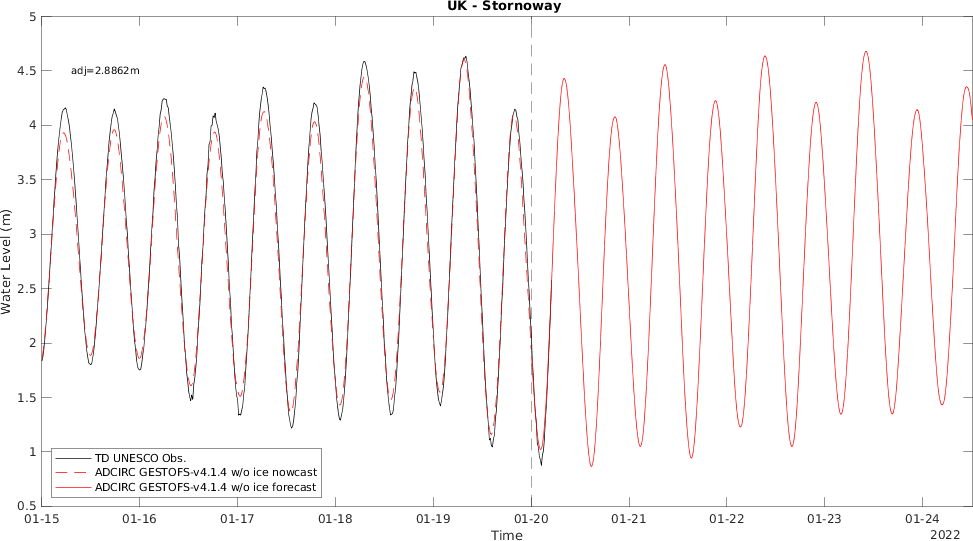 UK - Stornoway
5
4.5
4
3.5
3
2.5
2
1.5
1
0.5
adj=2.8862m
Water Level (m)
TD UNESCO Obs.
ADCIRC GESTOFS-v4.1.4 w/o ice nowcast
ADCIRC GESTOFS-v4.1.4 w/o ice forecast
01-15 01-16 01-17 01-18 01-19 01-20 01-21 01-22 01-23 01-24
Time
2022